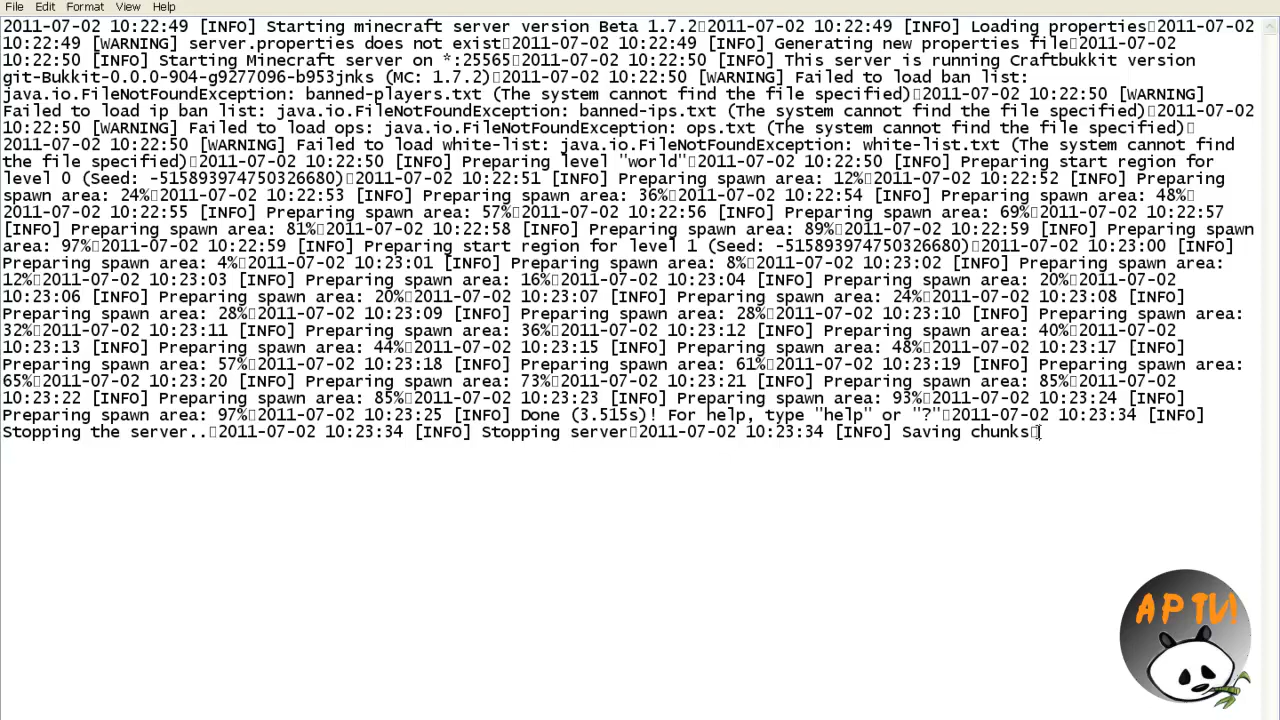 File Edit Format View Help
2011-07-02 10:22:49 [INFO] Starting minecraft server version Beta 1.7.2▯2011-07-02 10:22:49 [INFO] Loading properties▯2011-07-02
10:22:49 [WARNING] server.properties does not exist▯2011-07-02 10:22:49 [INFO] Generating new properties file▯2011-07-02
10:22:50 [INFO] Starting Minecraft server on *:25565▯2011-07-02 10:22:50 [INFO] This server is running Craftbukkit version
git-Bukkit-0.0.0-904-g9277096-b953jnks (MC: 1.7.2)▯2011-07-02 10:22:50 [WARNING] Failed to load ban list:
java.io.FileNotFoundException: banned-players.txt (The system cannot find the file specified)▯2011-07-02 10:22:50 [WARNING]
Failed to load ip ban list: java.io.FileNotFoundException: banned-ips.txt (The system cannot find the file specified)▯2011-07-02
10:22:50 [WARNING] Failed to load ops: java.io.FileNotFoundException: ops.txt (The system cannot find the file specified)▯
2011-07-02 10:22:50 [WARNING] Failed to load white-list: java.io.FileNotFoundException: white-list.txt (The system cannot find
the file specified)▯2011-07-02 10:22:50 [INFO] Preparing level "world"▯2011-07-02 10:22:50 [INFO] Preparing start region for
level 0 (Seed: -515893974750326680)▯2011-07-02 10:22:51 [INFO] Preparing spawn area: 12%▯2011-07-02 10:22:52 [INFO] Preparing
spawn area: 24%▯2011-07-02 10:22:53 [INFO] Preparing spawn area: 36%▯2011-07-02 10:22:54 [INFO] Preparing spawn area: 48%▯
2011-07-02 10:22:55 [INFO] Preparing spawn area: 57%▯2011-07-02 10:22:56 [INFO] Preparing spawn area: 69%▯2011-07-02 10:22:57
[INFO] Preparing spawn area: 81%▯2011-07-02 10:22:58 [INFO] Preparing spawn area: 89%▯2011-07-02 10:22:59 [INFO] Preparing spawn
area: 97%▯2011-07-02 10:22:59 [INFO] Preparing start region for level 1 (Seed: -515893974750326680)▯2011-07-02 10:23:00 [INFO]
Preparing spawn area: 4%▯2011-07-02 10:23:01 [INFO] Preparing spawn area: 8%▯2011-07-02 10:23:02 [INFO] Preparing spawn area:
12%▯2011-07-02 10:23:03 [INFO] Preparing spawn area: 16%▯2011-07-02 10:23:04 [INFO] Preparing spawn area: 20%▯2011-07-02
10:23:06 [INFO] Preparing spawn area: 20%▯2011-07-02 10:23:07 [INFO] Preparing spawn area: 24%▯2011-07-02 10:23:08 [INFO]
Preparing spawn area: 28%▯2011-07-02 10:23:09 [INFO] Preparing spawn area: 28%▯2011-07-02 10:23:10 [INFO] Preparing spawn area:
32%▯2011-07-02 10:23:11 [INFO] Preparing spawn area: 36%▯2011-07-02 10:23:12 [INFO] Preparing spawn area: 40%▯2011-07-02
10:23:13 [INFO] Preparing spawn area: 44%▯2011-07-02 10:23:15 [INFO] Preparing spawn area: 48%▯2011-07-02 10:23:17 [INFO]
Preparing spawn area: 57%▯2011-07-02 10:23:18 [INFO] Preparing spawn area: 61%▯2011-07-02 10:23:19 [INFO] Preparing spawn area:
65%▯2011-07-02 10:23:20 [INFO] Preparing spawn area: 73%▯2011-07-02 10:23:21 [INFO] Preparing spawn area: 85%▯2011-07-02
10:23:22 [INFO] Preparing spawn area: 85%▯2011-07-02 10:23:23 [INFO] Preparing spawn area: 93%▯2011-07-02 10:23:24 [INFO]
Preparing spawn area: 97%▯2011-07-02 10:23:25 [INFO] Done (3.515s)! For help, type "help" or "?"▯2011-07-02 10:23:34 [INFO]
Stopping the server..▯2011-07-02 10:23:34 [INFO] Stopping server▯2011-07-02 10:23:34 [INFO] Saving chunks▯
АРТИ!